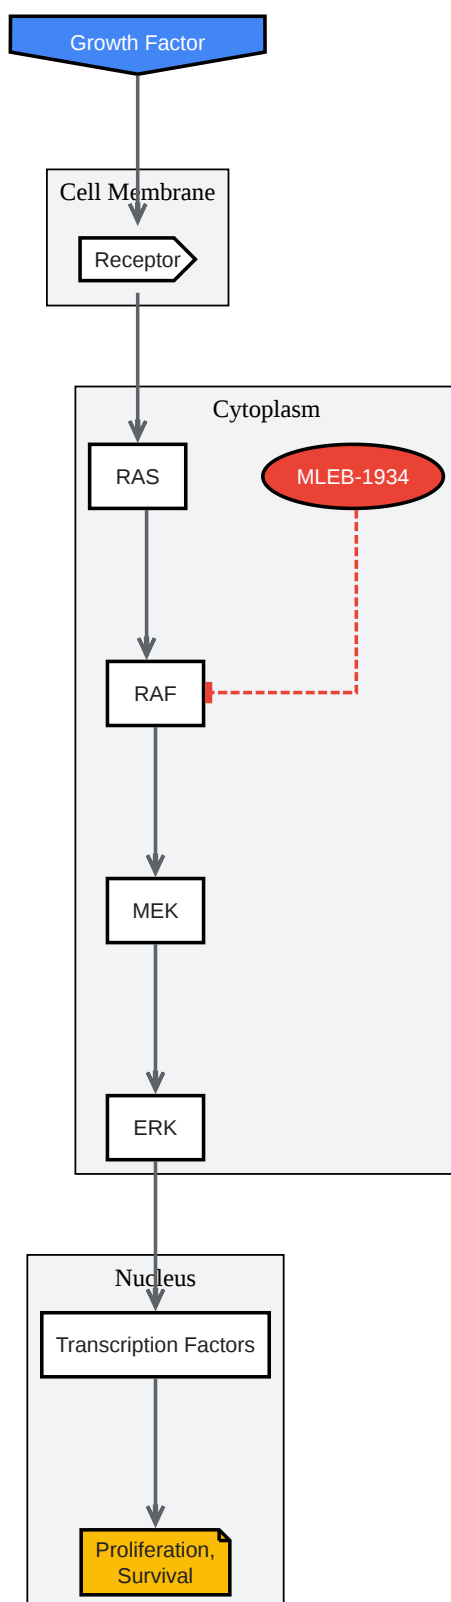 Growth Factor
Cell Membrane
Receptor
Cytoplasm
RAS
MLEB-1934
RAF
MEK
ERK
Nucleus
Transcription Factors
Proliferation,
Survival